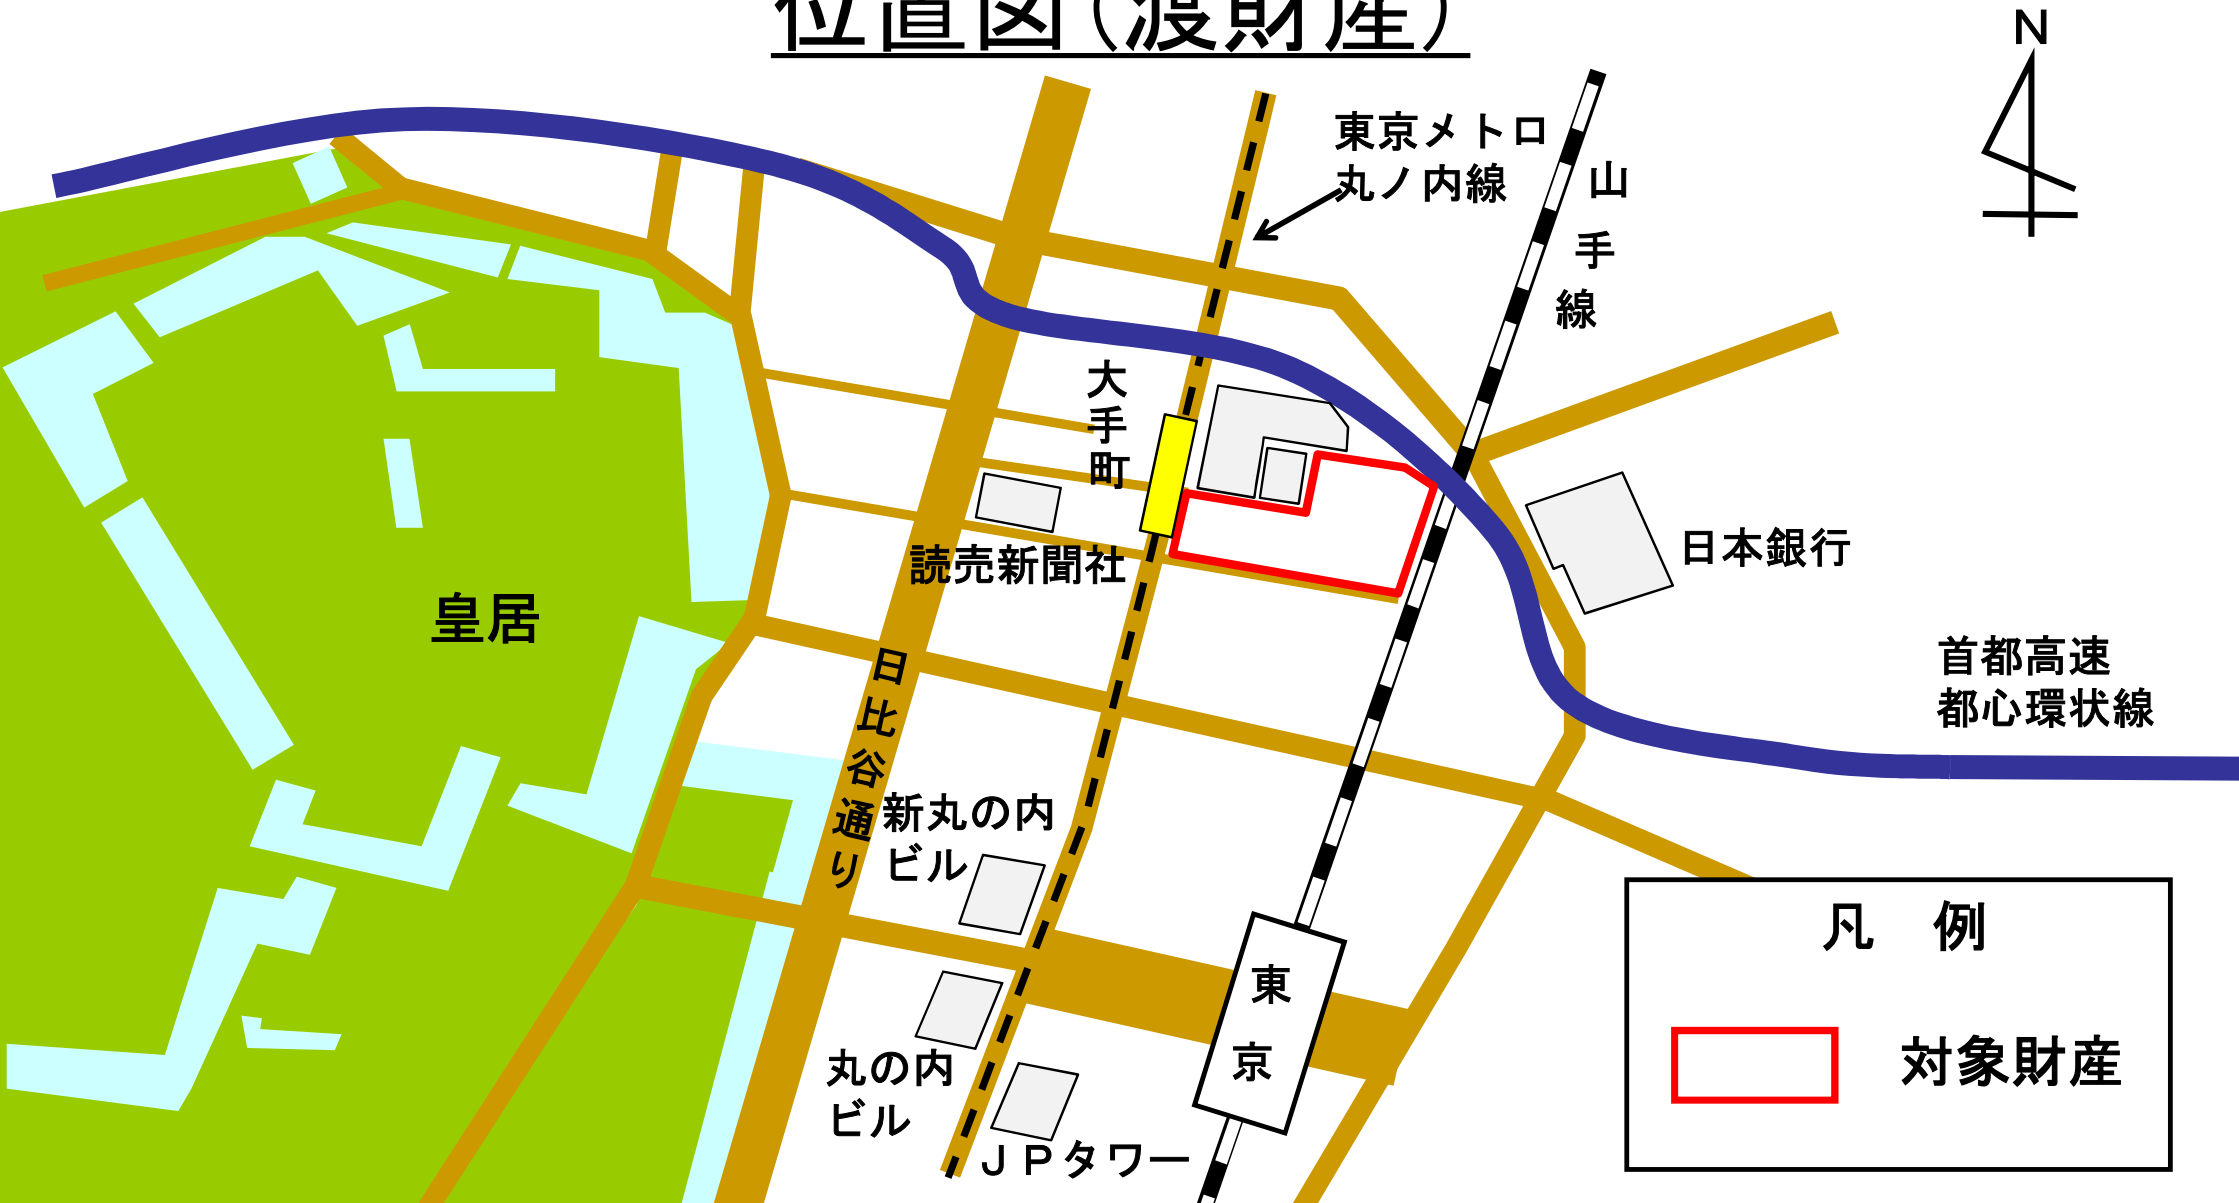 位置図(渡財産)
N
東京メトロ
丸ノ内線
山手線
大手町
読売新聞社
日本銀行
皇居
首都高速
都心環状線
日比谷通り
新丸の内
ビル
凡 例
東京
対象財産
丸の内
ビル
JPタワー